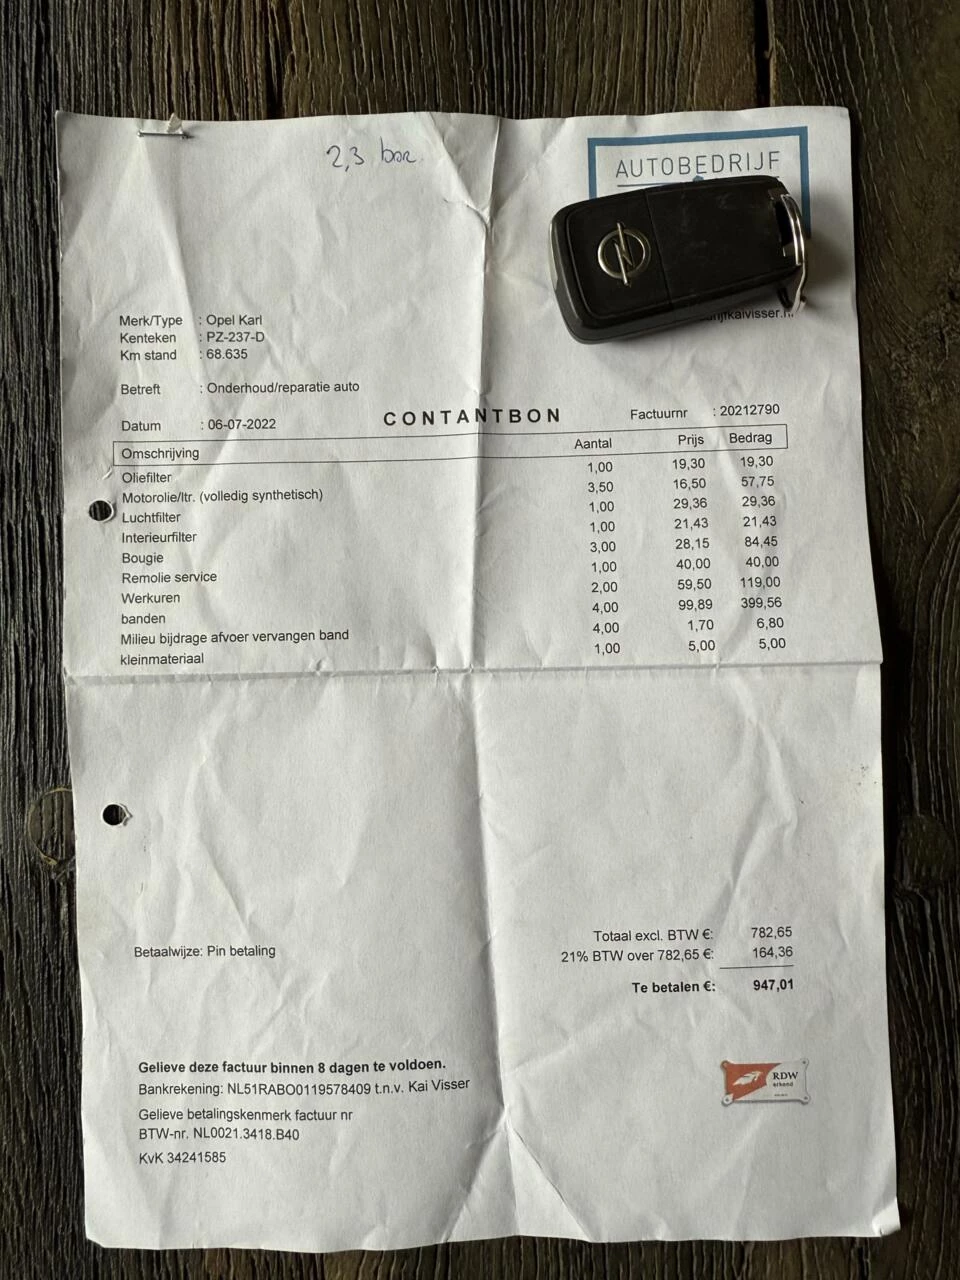 2,3 bar
AUTOBEDRIJF
Merk/Type : Opel Karl
Kenteken : PZ-237-D
Km stand : 68.635
Betreft : Onderhoud/reparatie auto
Datum : 06-07-2022 CONTANTBON Factuurnr : 20212790
Omschrijving Aantal Prijs Bedrag
Oliefilter 1,00 19,30 19,30
Motorolie/ltr. (volledig synthetisch) 3,50 16,50 57,75
Luchtfilter 1,00 29,36 29,36
Interieurfilter 1,00 21,43 21,43
Bougie 3,00 28,15 84,45
Remolie service 1,00 40,00 40,00
Werkuren 2,00 59,50 119,00
banden 4,00 99,89 399,56
Milieu bijdrage afvoer vervangen band 4,00 1,70 6,80
kleinmateriaal 1,00 5,00 5,00
Totaal excl. BTW €: 782,65
Betaalwijze: Pin betaling 21% BTW over 782,65 €: 164,36
Te betalen €: 947,01
Gelieve deze factuur binnen 8 dagen te voldoen.
Bankrekening: NL51RABO0119578409 t.n.v. Kai Visser
Gelieve betalingskenmerk factuur nr
BTW-nr. NL0021.3418.B40
KvK 34241585
RDW
erkend